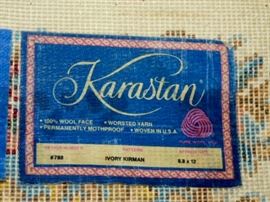 Karastan
• 100% WOOL FACE • WORSTED YARN
• PERMANENTLY MOTHPROOF • WOVEN IN U.S.A.
#788 IVORY KIRMAN 8.8 x 12